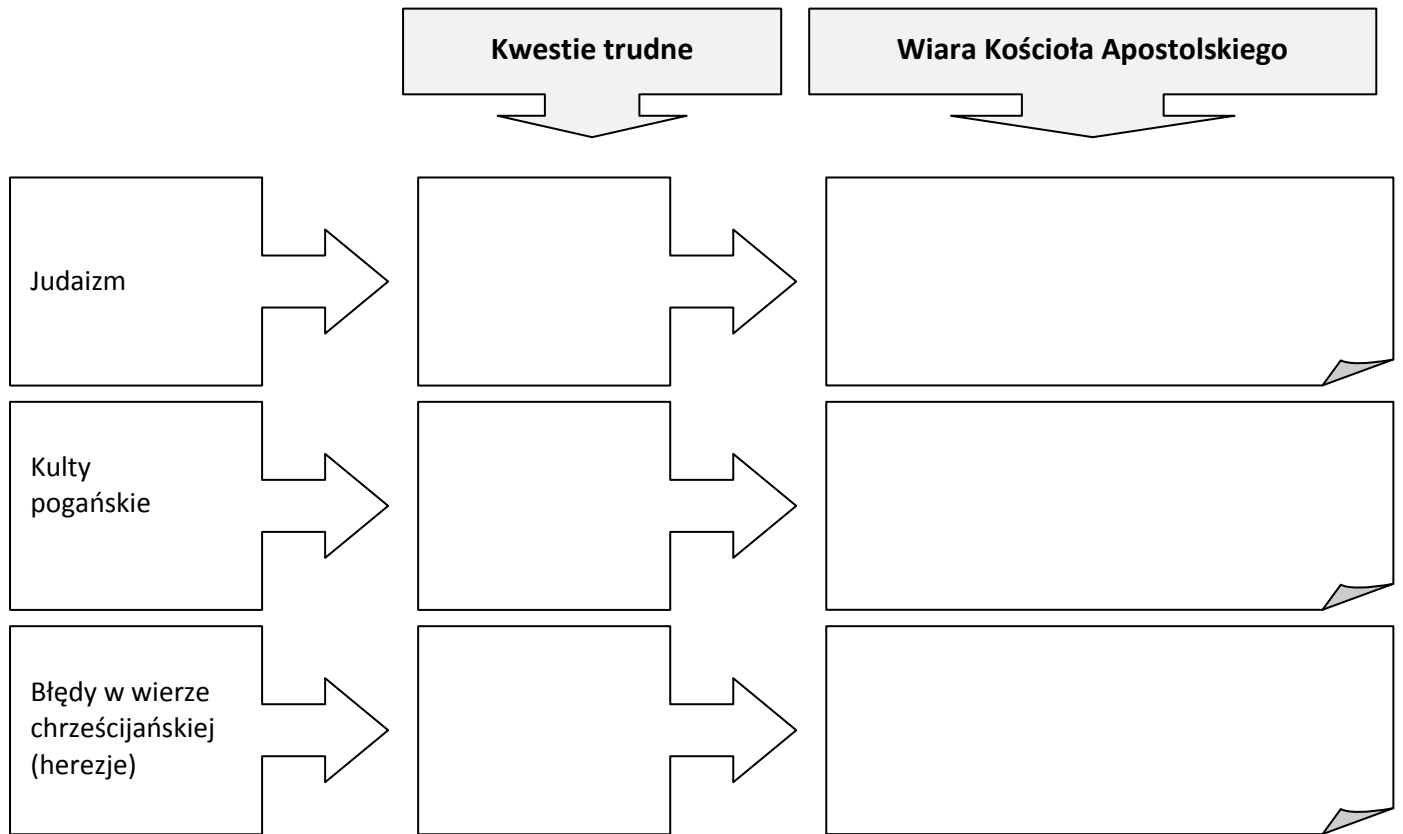 Kwestie trudne
Wiara Kościoła Apostolskiego
Judaizm
Kulty
pogańskie
Błędy w wierze
chrześcijańskiej
(herezje)